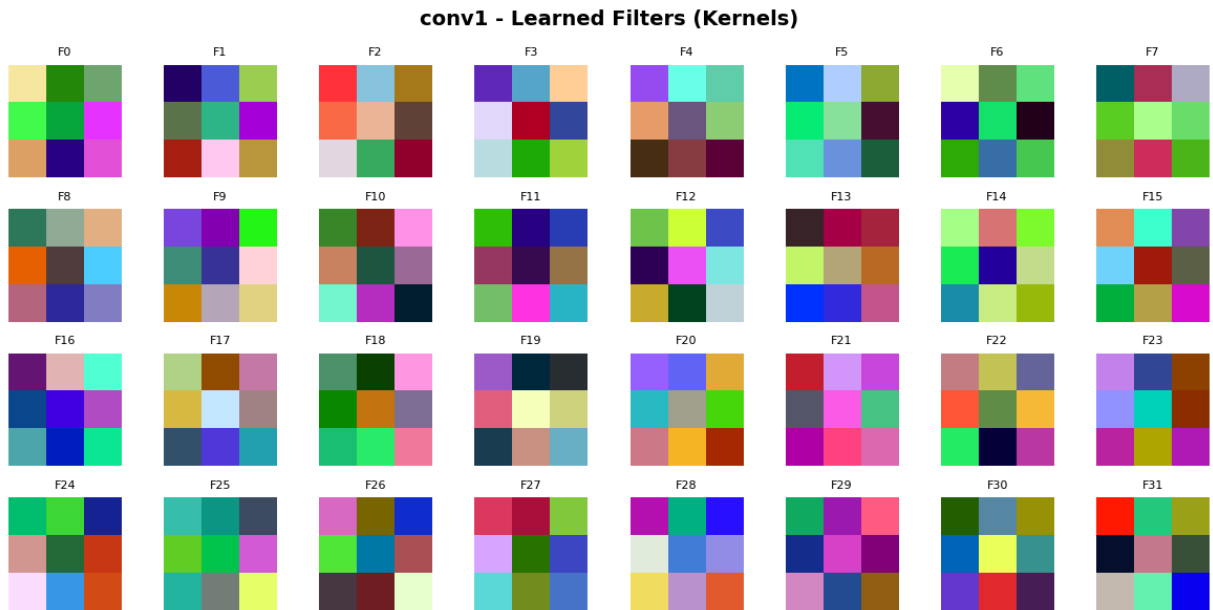 conv1 - Learned Filters (Kernels)
F0 F1 F2 F3 F4 F5 F6 F7
F8 F9 F10 F11 F12 F13 F14 F15
F16 F17 F18 F19 F20 F21 F22 F23
F24 F25 F26 F27 F28 F29 F30 F31